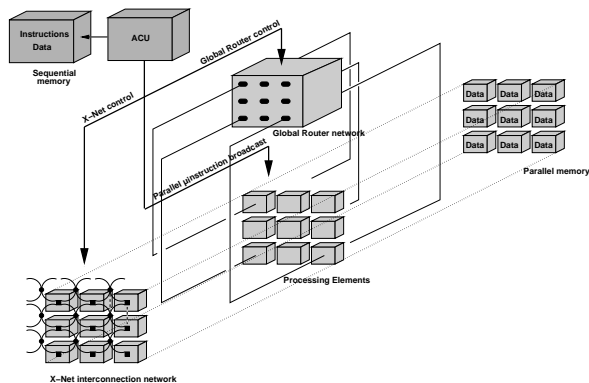 Instructions
Data
ACU
Sequential
memory
Global Router control
X-Net control
Global Router network
Parallel µinstruction broadcast
Data Data Data
Data Data Data
Data Data Data
Parallel memory
Processing Elements
X-Net interconnection network